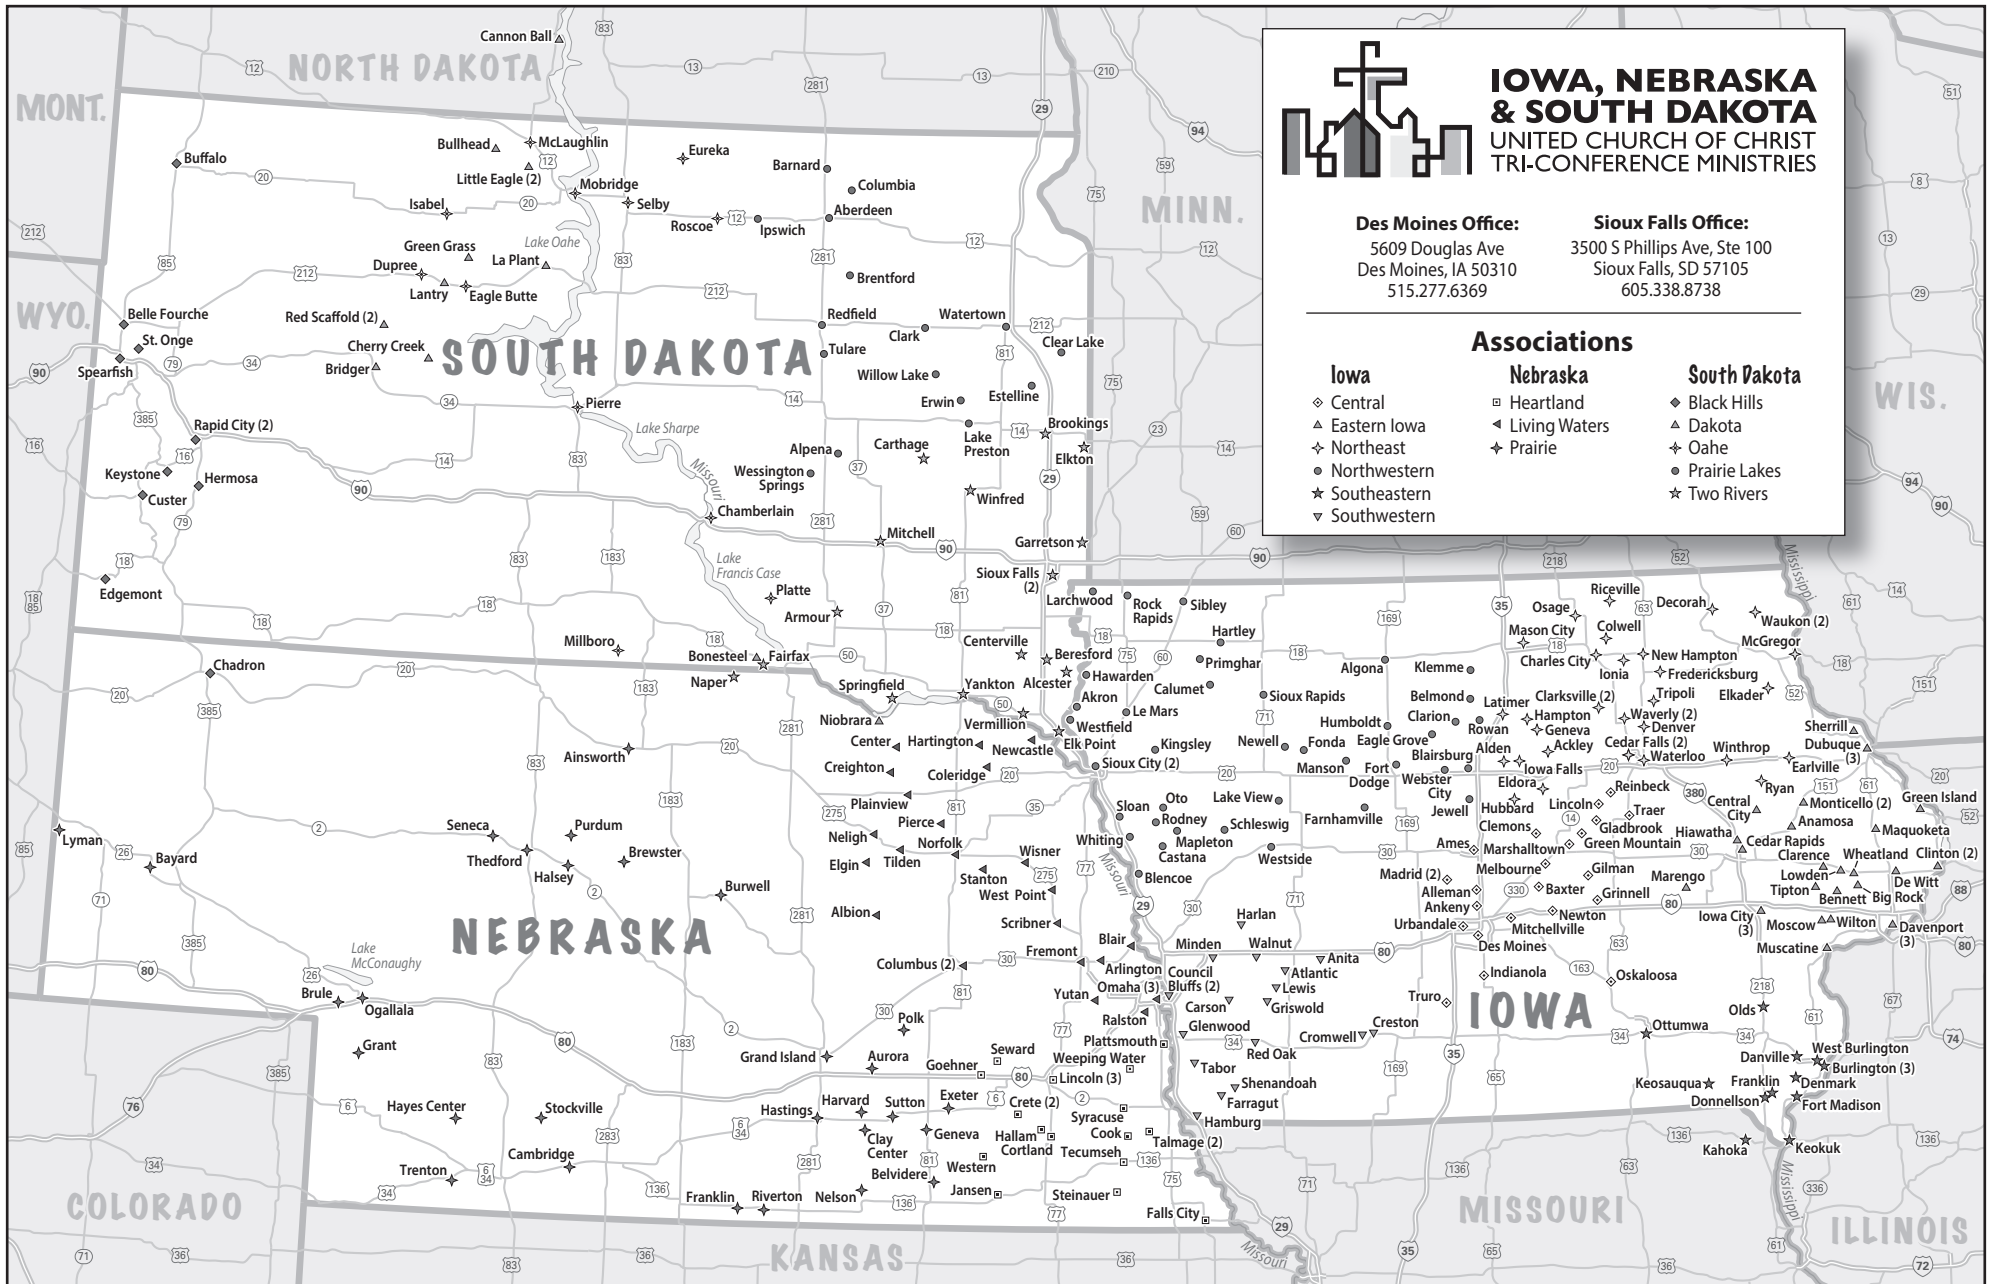 IOWA, NEBRASKA
& SOUTH DAKOTA
UNITED CHURCH OF CHRIST
TRI-CONFERENCE MINISTRIES
Des Moines Office:
5609 Douglas Ave
Des Moines, IA 50310
515.277.6369
Sioux Falls Office:
3500 S Phillips Ave, Ste 100
Sioux Falls, SD 57105
605.338.8738
Associations
Iowa
Central
Eastern Iowa
Northeast
Northwestern
Southeastern
Southwestern
Nebraska
Heartland
Living Waters
Prairie
South Dakota
Black Hills
Dakota
Oahe
Prairie Lakes
Two Rivers
NORTH DAKOTA
MONT.
WYO.
MINN.
WIS.
COLORADO
KANSAS
MISSOURI
ILLINOIS
SOUTH DAKOTA
Cannon Ball
Bullhead
McLaughlin
Little Eagle (2)
Eureka
Barnard
Columbia
Buffalo
Mobridge
Isabel
Selby
Roscoe
Ipswich
Aberdeen
Lake Oahe
Green Grass
La Plant
Dupree
Lantry
Eagle Butte
Brentford
Belle Fourche
St. Onge
Spearfish
Red Scaffold (2)
Cherry Creek
Bridger
Redfield
Clark
Watertown
Clear Lake
Tulare
Willow Lake
Erwin
Estelline
Pierre
Lake Sharpe
Missouri
Rapid City (2)
Keystone
Hermosa
Custer
Alpena
Wessington
Springs
Carthage
Lake
Preston
Brookings
Elkton
Winfred
Chamberlain
Mitchell
Garretson
Lake
Francis Case
Sioux Falls
(2)
Edgemont
Platte
Armour
Millboro
Bonesteel
Fairfax
Centerville
Beresford
Alcester
Springfield
Yankton
Vermillion
Elk Point
NEBRASKA
Chadron
Naper
Niobrara
Center
Hartington
Newcastle
Creighton
Coleridge
Ainsworth
Plainview
Pierce
Neligh
Norfolk
Tilden
Elgin
Wisner
Stanton
West Point
Lyman
Bayard
Seneca
Purdum
Thedford
Halsey
Brewster
Burwell
Albion
Scribner
Columbus (2)
Fremont
Blair
Arlington
Omaha (3)
Yutan
Ralston
Plattsmouth
Lake
McConaughy
Brule
Ogallala
Grant
Polk
Grand Island
Aurora
Goehner
Seward
Weeping Water
Lincoln (3)
Hayes Center
Stockville
Hastings
Harvard
Sutton
Exeter
Crete (2)
Syracuse
Clay
Center
Geneva
Hallam
Cortland
Cook
Talmage (2)
Tecumseh
Trenton
Cambridge
Belvidere
Western
Franklin
Riverton
Nelson
Jansen
Steinauer
Falls City
IOWA
Larchwood
Rock
Rapids
Sibley
Hartley
Primghar
Hawarden
Calumet
Akron
Le Mars
Westfield
Sioux Rapids
Algona
Klemme
Belmond
Clarion
Rowan
Humboldt
Eagle Grove
Blairsburg
Kingsley
Newell
Fonda
Manson
Fort
Dodge
Webster
City
Jewell
Sioux City (2)
Sloan
Oto
Rodney
Whiting
Mapleton
Castana
Lake View
Schleswig
Farnhamville
Westside
Blencoe
Riceville
Osage
Decorah
Waukon (2)
Mason City
Colwell
McGregor
Charles City
New Hampton
Ionia
Fredericksburg
Elkader
Latimer
Clarksville (2)
Tripoli
Hampton
Geneva
Waverly (2)
Denver
Ackley
Alden
Iowa Falls
Cedar Falls (2)
Waterloo
Winthrop
Earlville
Sherrill
Dubuque
(3)
Eldora
Hubbard
Reinbeck
Ryan
Lincoln
Traer
Central
City
Monticello (2)
Anamosa
Green Island
Maquoketa
Clemons
Gladbrook
Green Mountain
Hiawatha
Cedar Rapids
Ames
Marshalltown
Clarence
Wheatland
Clinton (2)
Madrid (2)
Melbourne
Gilman
Marengo
Lowden
Tipton
Bennett
Big Rock
De Witt
Alleman
Ankeny
Baxter
Grinnell
Urbandale
Newton
Mitchellville
Iowa City
(3)
Moscow
Wilton
Davenport
(3)
Des Moines
Muscatine
Harlan
Minden
Walnut
Anita
Council
Bluffs (2)
Atlantic
Lewis
Carson
Griswold
Indianola
Oskaloosa
Truro
Glenwood
Cromwell
Creston
Red Oak
Olds
Ottumwa
Tabor
Shenandoah
Farragut
Hamburg
Danville
West Burlington
Burlington (3)
Keosauqua
Franklin
Denmark
Donnellson
Fort Madison
Kahoka
Keokuk
Missouri
Missouri
Mississippi
Mississippi